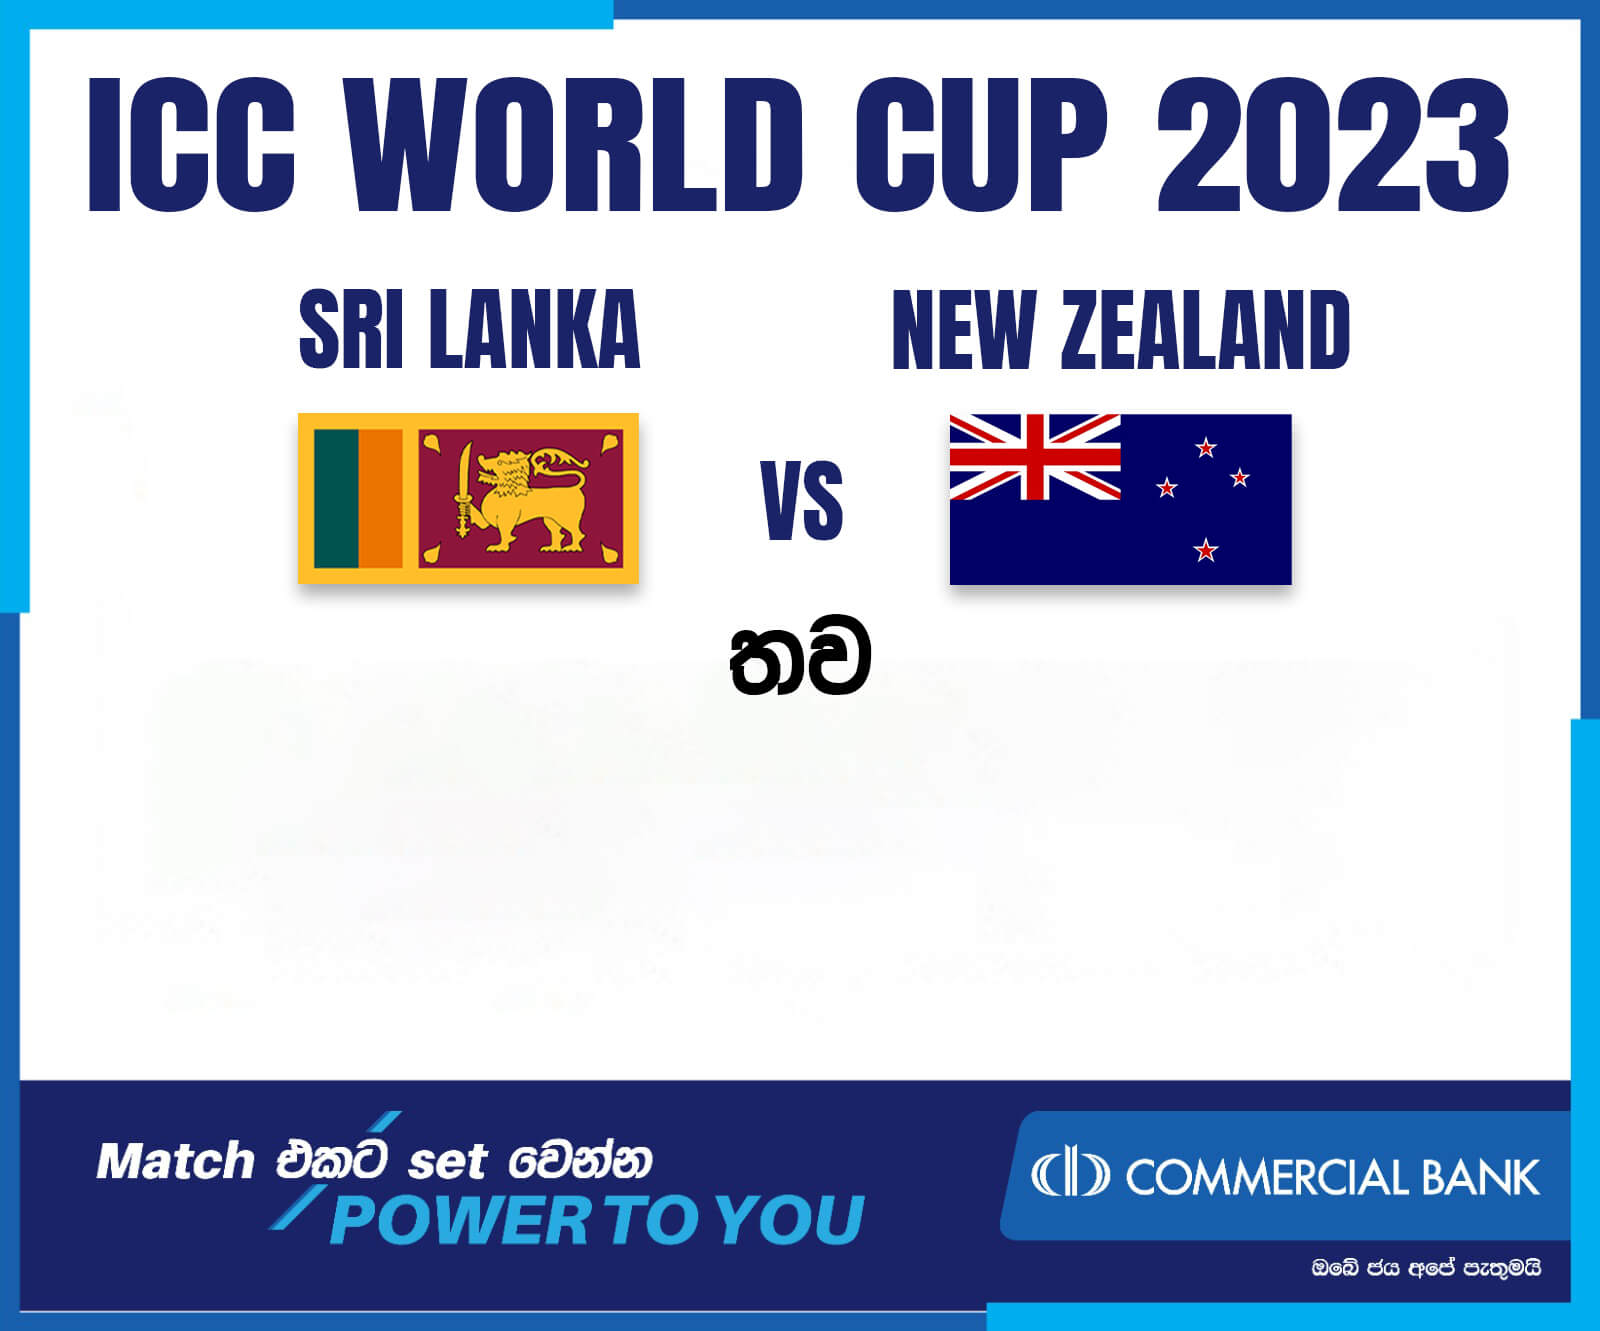 ICC WORLD CUP 2023
SRI LANKA
NEW ZEALAND
VS
තව
Match එකට set වෙන්න
POWER TO YOU
COMMERCIAL BANK
ඔබේ ජය අපේ පැතුමයි